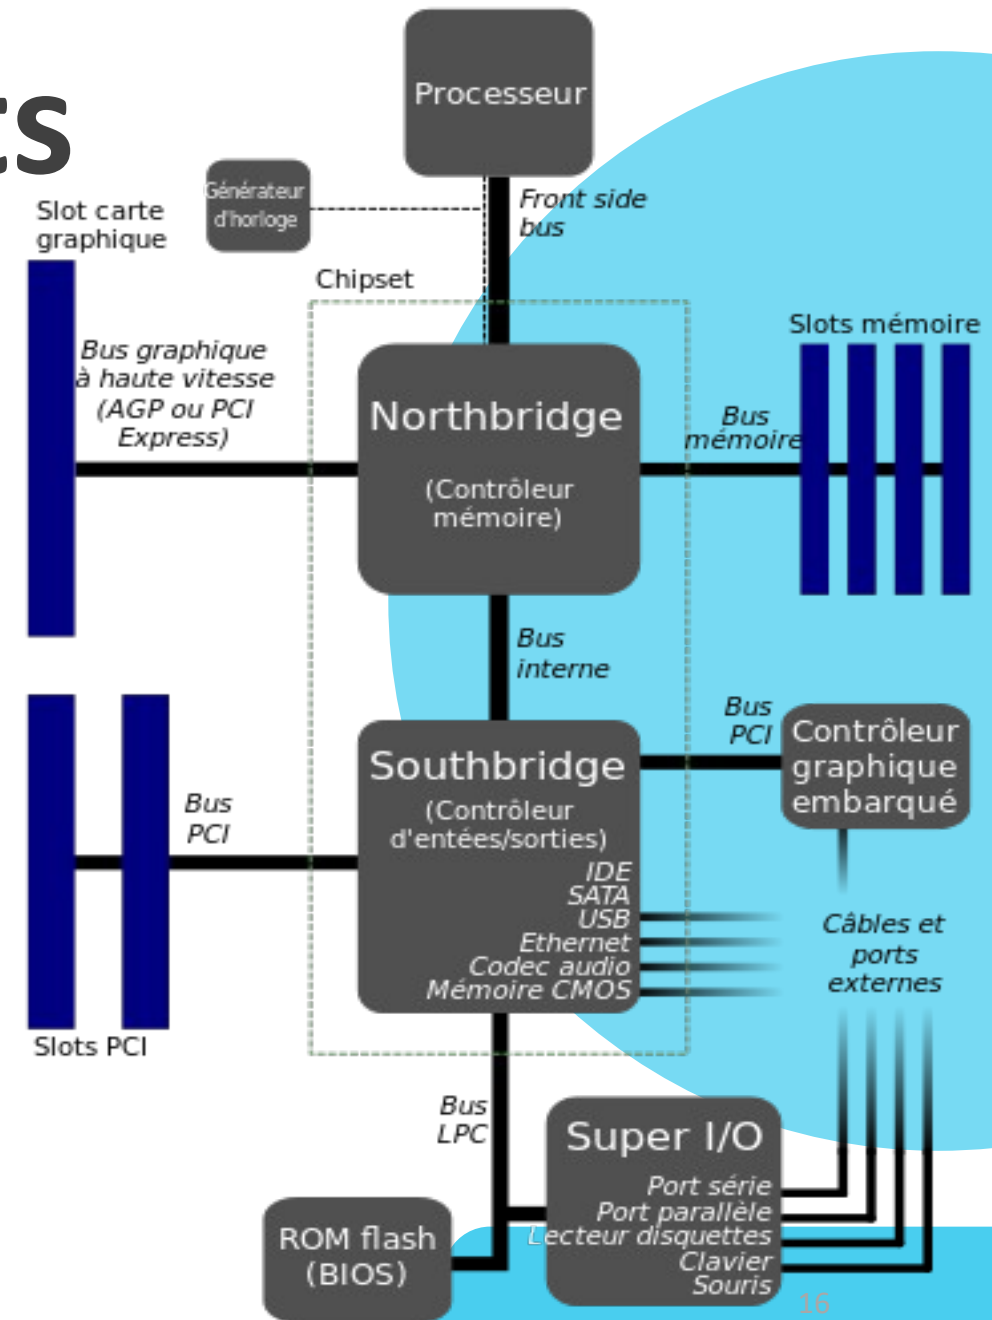 ts
Processeur
Générateur
d'horloge
Front side
bus
Slot carte
graphique
Chipset
Slots mémoire
Bus graphique
à haute vitesse
(AGP ou PCI
Express)
Northbridge
(Contrôleur
mémoire)
Bus
mémoire
Bus
interne
Bus
PCI
Contrôleur
graphique
embarqué
Southbridge
(Contrôleur
d'entées/sorties)
IDE
SATA
USB
Ethernet
Codec audio
Mémoire CMOS
Bus
PCI
Câbles et
ports
externes
Slots PCI
Bus
LPC
Super I/O
Port série
Port parallèle
Lecteur disquettes
Clavier
Souris
ROM flash
(BIOS)
16